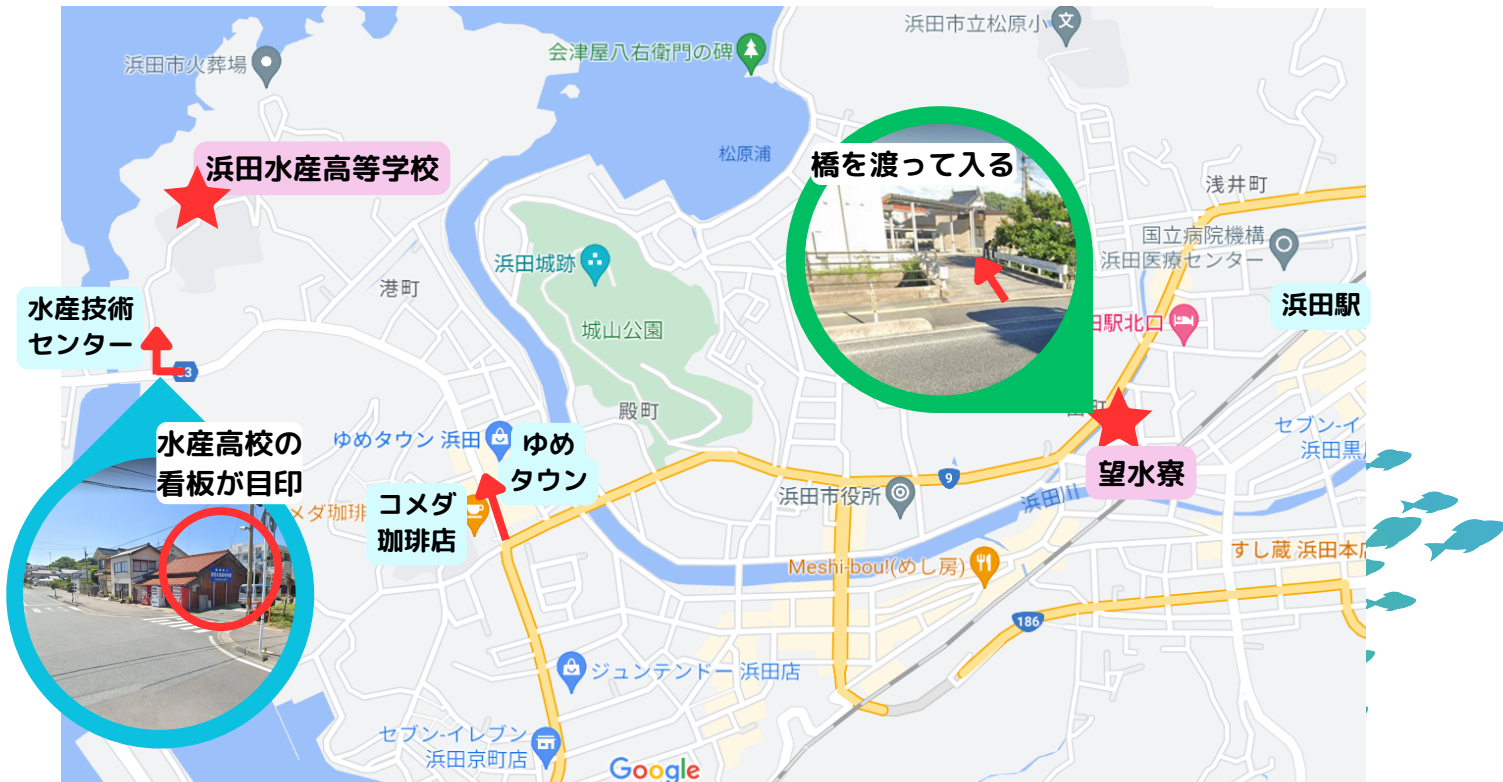 浜田市立松原小
会津屋八右衛門の碑
浜田市火葬場
浜田水産高等学校
松原浦
橋を渡って入る
浅井町
国立病院機構
浜田医療センター
浜田城跡
港町
水産技術
センター
城山公園
田駅北口
浜田駅
33
殿町
ゆめタウン 浜田
ゆめ
タウン
水産高校の
看板が目印
セブン-イ
浜田黒川
望水寮
9
浜田市役所
浜田川
コメダ
珈琲店
メダ珈琲
Meshi-bou!(めし房)
すし蔵 浜田本店
186
ジュンテンドー 浜田店
セブン-イレブン
浜田京町店
Google